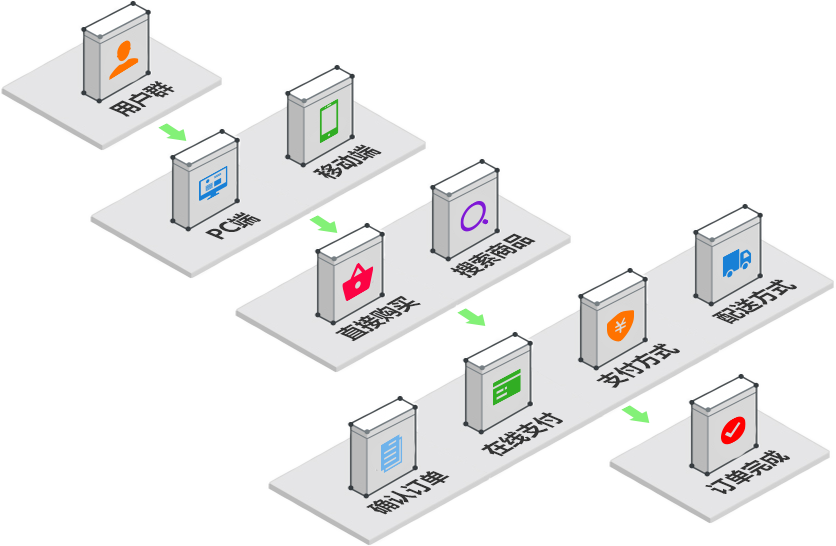 用户群
移动端
PC端
搜索商品
直接购买
配送方式
支付方式
在线支付
确认订单
¥
订单完成